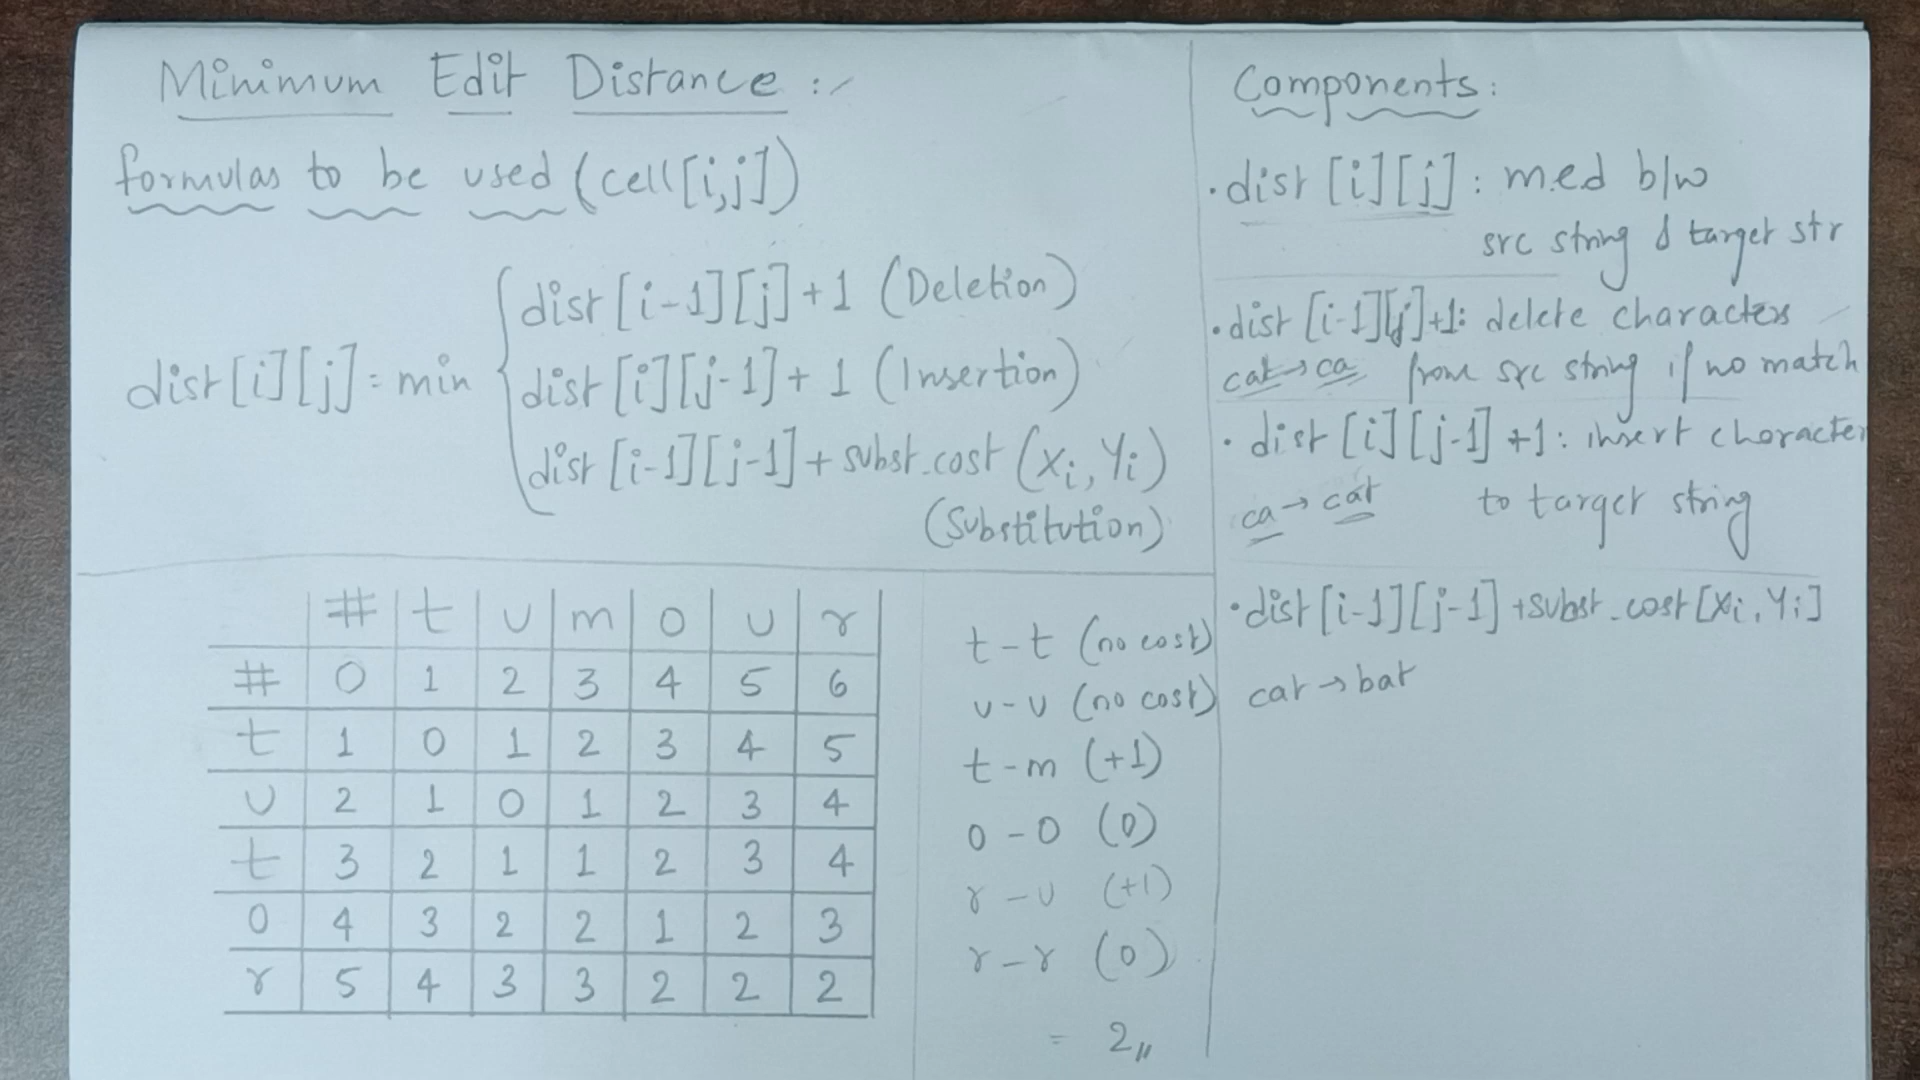 Minimum Edit Distance :-
formulas to be used (cell[i,j])
dist[i][j] = min
dist[i-1][j]+1 (Deletion)
dist[i][j-1]+1 (Insertion)
dist[i-1][j-1]+subst.cost (Xi, Yi)
(Substitution)
# t u m o u r
# 0 1 2 3 4 5 6
t 1 0 1 2 3 4 5
u 2 1 0 1 2 3 4
t 3 2 1 1 2 3 4
o 4 3 2 2 1 2 3
r 5 4 3 3 2 2 2
t-t (no cost)
u-u (no cost)
t-m (+1)
o-o (0)
r-u (+1)
r-r (0)
= 2,,
Components:
. dist [i][j] : m.e.d b/w
src string & target str
. dist [i-1][j]+1: delete characters
cat→ca from src string if no match
. dist [i][j-1]+1: insert character
ca→cat to target string
. dist[i-1][j-1]+subst.cost[Xi, Yi]
cat→bat